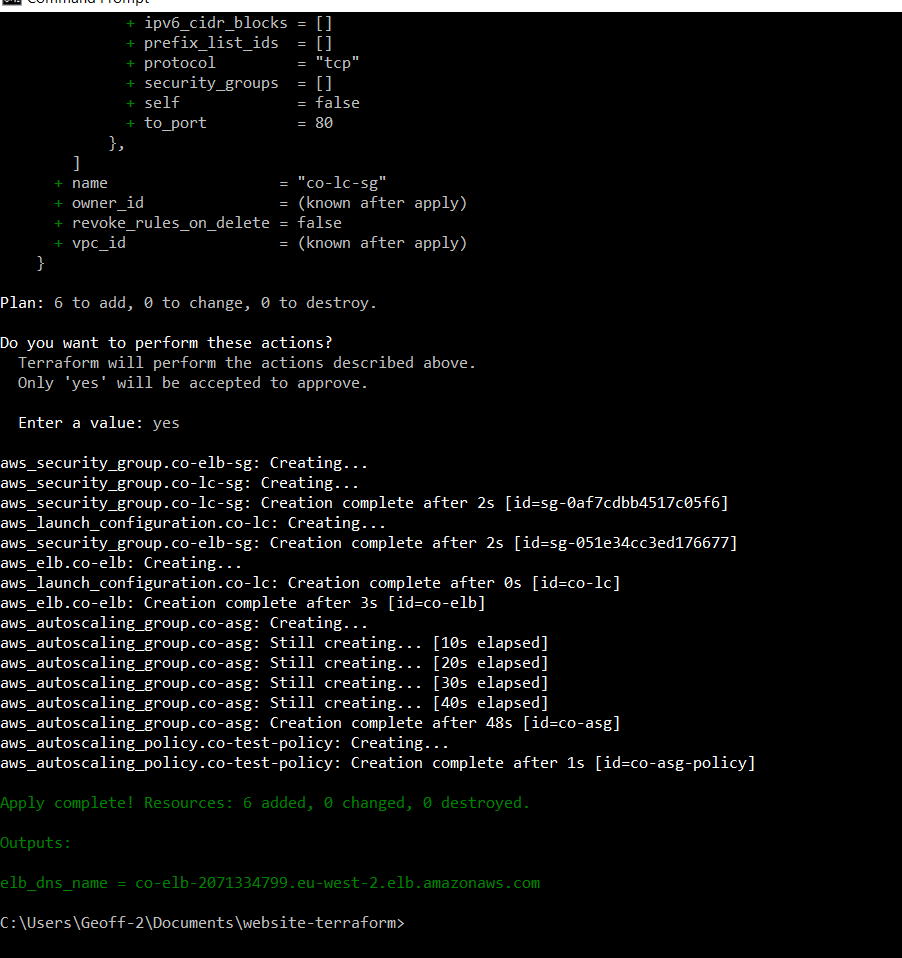 Command Prompt
+ ipv6_cidr_blocks = []
+ prefix_list_ids  = []
+ protocol         = "tcp"
+ security_groups  = []
+ self             = false
+ to_port          = 80
},
]
+ name                   = "co-lc-sg"
+ owner_id               = (known after apply)
+ revoke_rules_on_delete = false
+ vpc_id                 = (known after apply)
}
Plan: 6 to add, 0 to change, 0 to destroy.
Do you want to perform these actions?
Terraform will perform the actions described above.
Only 'yes' will be accepted to approve.
Enter a value: yes
aws_security_group.co-elb-sg: Creating...
aws_security_group.co-lc-sg: Creating...
aws_security_group.co-lc-sg: Creation complete after 2s [id=sg-0af7cdbb4517c05f6]
aws_launch_configuration.co-lc: Creating...
aws_security_group.co-elb-sg: Creation complete after 2s [id=sg-051e34cc3ed176677]
aws_elb.co-elb: Creating...
aws_launch_configuration.co-lc: Creation complete after 0s [id=co-lc]
aws_elb.co-elb: Creation complete after 3s [id=co-elb]
aws_autoscaling_group.co-asg: Creating...
aws_autoscaling_group.co-asg: Still creating... [10s elapsed]
aws_autoscaling_group.co-asg: Still creating... [20s elapsed]
aws_autoscaling_group.co-asg: Still creating... [30s elapsed]
aws_autoscaling_group.co-asg: Still creating... [40s elapsed]
aws_autoscaling_group.co-asg: Creation complete after 48s [id=co-asg]
aws_autoscaling_policy.co-test-policy: Creating...
aws_autoscaling_policy.co-test-policy: Creation complete after 1s [id=co-asg-policy]
Apply complete! Resources: 6 added, 0 changed, 0 destroyed.
Outputs:
elb_dns_name = co-elb-2071334799.eu-west-2.elb.amazonaws.com
C:\Users\Geoff-2\Documents\website-terraform>